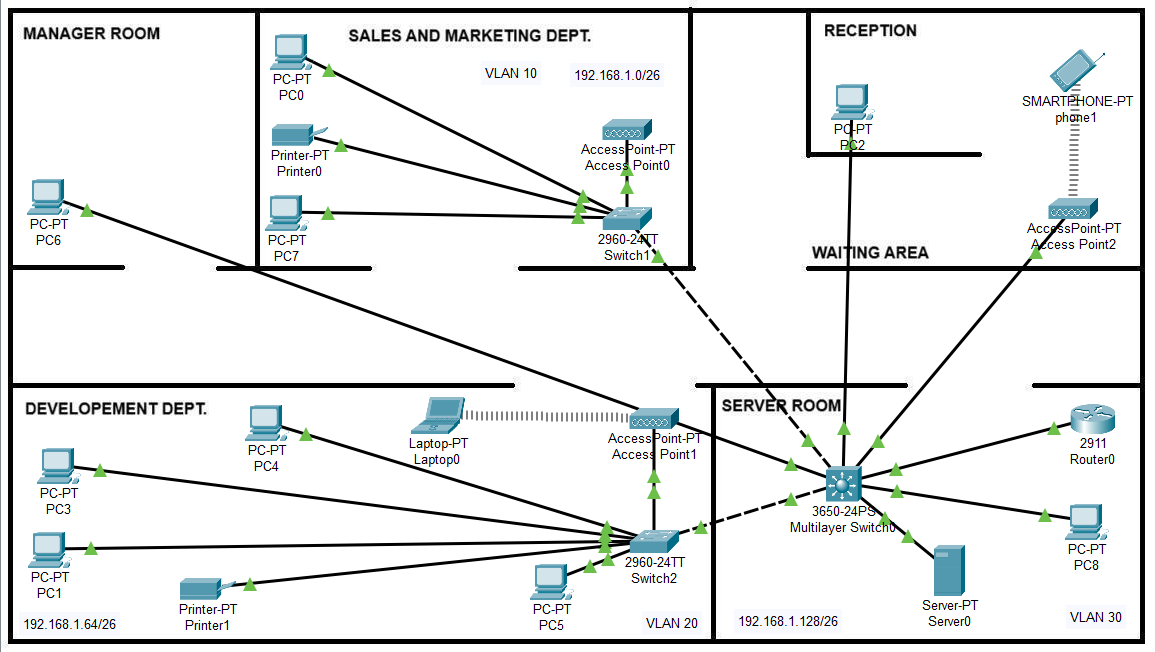 MANAGER ROOM
PC-PT
PC6
SALES AND MARKETING DEPT.
VLAN 10
192.168.1.0/26
PC-PT
PC0
Printer-PT
Printer0
PC-PT
PC7
AccessPoint-PT
Access Point0
2960-24TT
Switch1
RECEPTION
PC-PT
PC2
SMARTPHONE-PT
phone1
AccessPoint-PT
Access Point2
WAITING AREA
DEVELOPEMENT DEPT.
PC-PT
PC4
Laptop-PT
Laptop0
AccessPoint-PT
Access Point1
PC-PT
PC3
PC-PT
PC1
Printer-PT
Printer1
PC-PT
PC5
2960-24TT
Switch2
192.168.1.64/26
VLAN 20
SERVER ROOM
3650-24PS
Multilayer Switch0
2911
Router0
PC-PT
PC8
Server-PT
Server0
192.168.1.128/26
VLAN 30